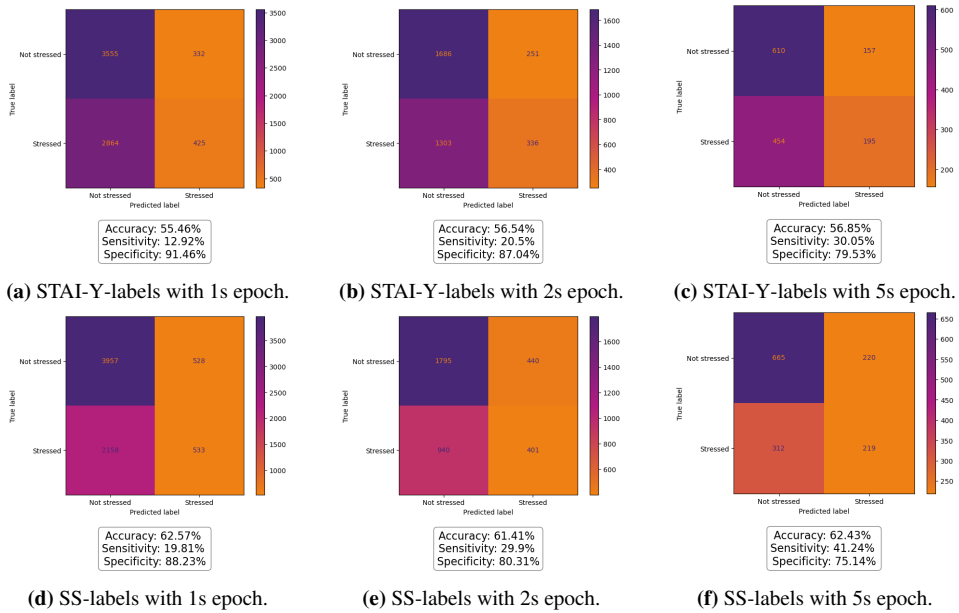 Not stressed
Stressed
True label
3555
332
2864
425
Not stressed
Stressed
Predicted label
3500
3000
2500
2000
1500
1000
500
Accuracy: 55.46%
Sensitivity: 12.92%
Specificity: 91.46%
(a) STAI-Y-labels with 1s epoch.
Not stressed
Stressed
True label
1686
251
1303
336
Not stressed
Stressed
Predicted label
1600
1400
1200
1000
800
600
400
Accuracy: 56.54%
Sensitivity: 20.5%
Specificity: 87.04%
(b) STAI-Y-labels with 2s epoch.
Not stressed
Stressed
True label
610
157
454
195
Not stressed
Stressed
Predicted label
600
500
400
300
200
Accuracy: 56.85%
Sensitivity: 30.05%
Specificity: 79.53%
(c) STAI-Y-labels with 5s epoch.
Not stressed
Stressed
True label
3957
528
2158
533
Not stressed
Stressed
Predicted label
3500
3000
2500
2000
1500
1000
Accuracy: 62.57%
Sensitivity: 19.81%
Specificity: 88.23%
(d) SS-labels with 1s epoch.
Not stressed
Stressed
True label
1795
440
940
401
Not stressed
Stressed
Predicted label
1600
1400
1200
1000
800
600
Accuracy: 61.41%
Sensitivity: 29.9%
Specificity: 80.31%
(e) SS-labels with 2s epoch.
Not stressed
Stressed
True label
665
220
312
219
Not stressed
Stressed
Predicted label
650
600
550
500
450
400
350
300
250
Accuracy: 62.43%
Sensitivity: 41.24%
Specificity: 75.14%
(f) SS-labels with 5s epoch.